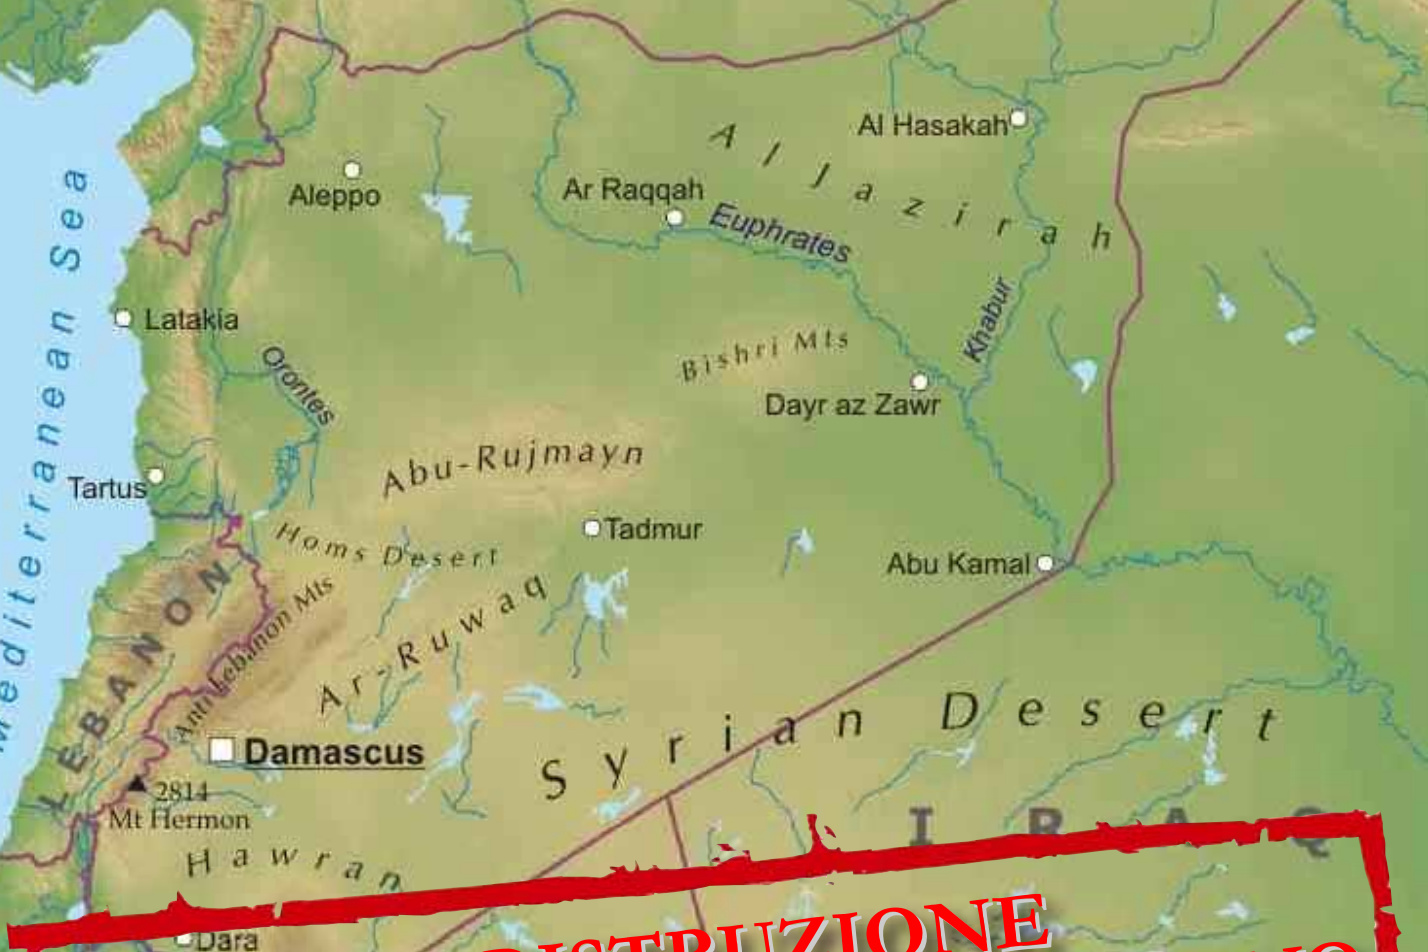 Al Hasakah
Al Jazirah
Aleppo
Ar Raqqah
Euphrates
Mediterranean Sea
Latakia
Khabur
Bishri Mts
Orontes
Dayr az Zawr
Abu-Rujmayn
Tartus
Tadmur
Homs Desert
Abu Kamal
LEBANON
Anti Lebanon Mts
Ar-Ruwaq
Syrian Desert
Damascus
2814
Mt Hermon
IRAQ
Hawran
Dara